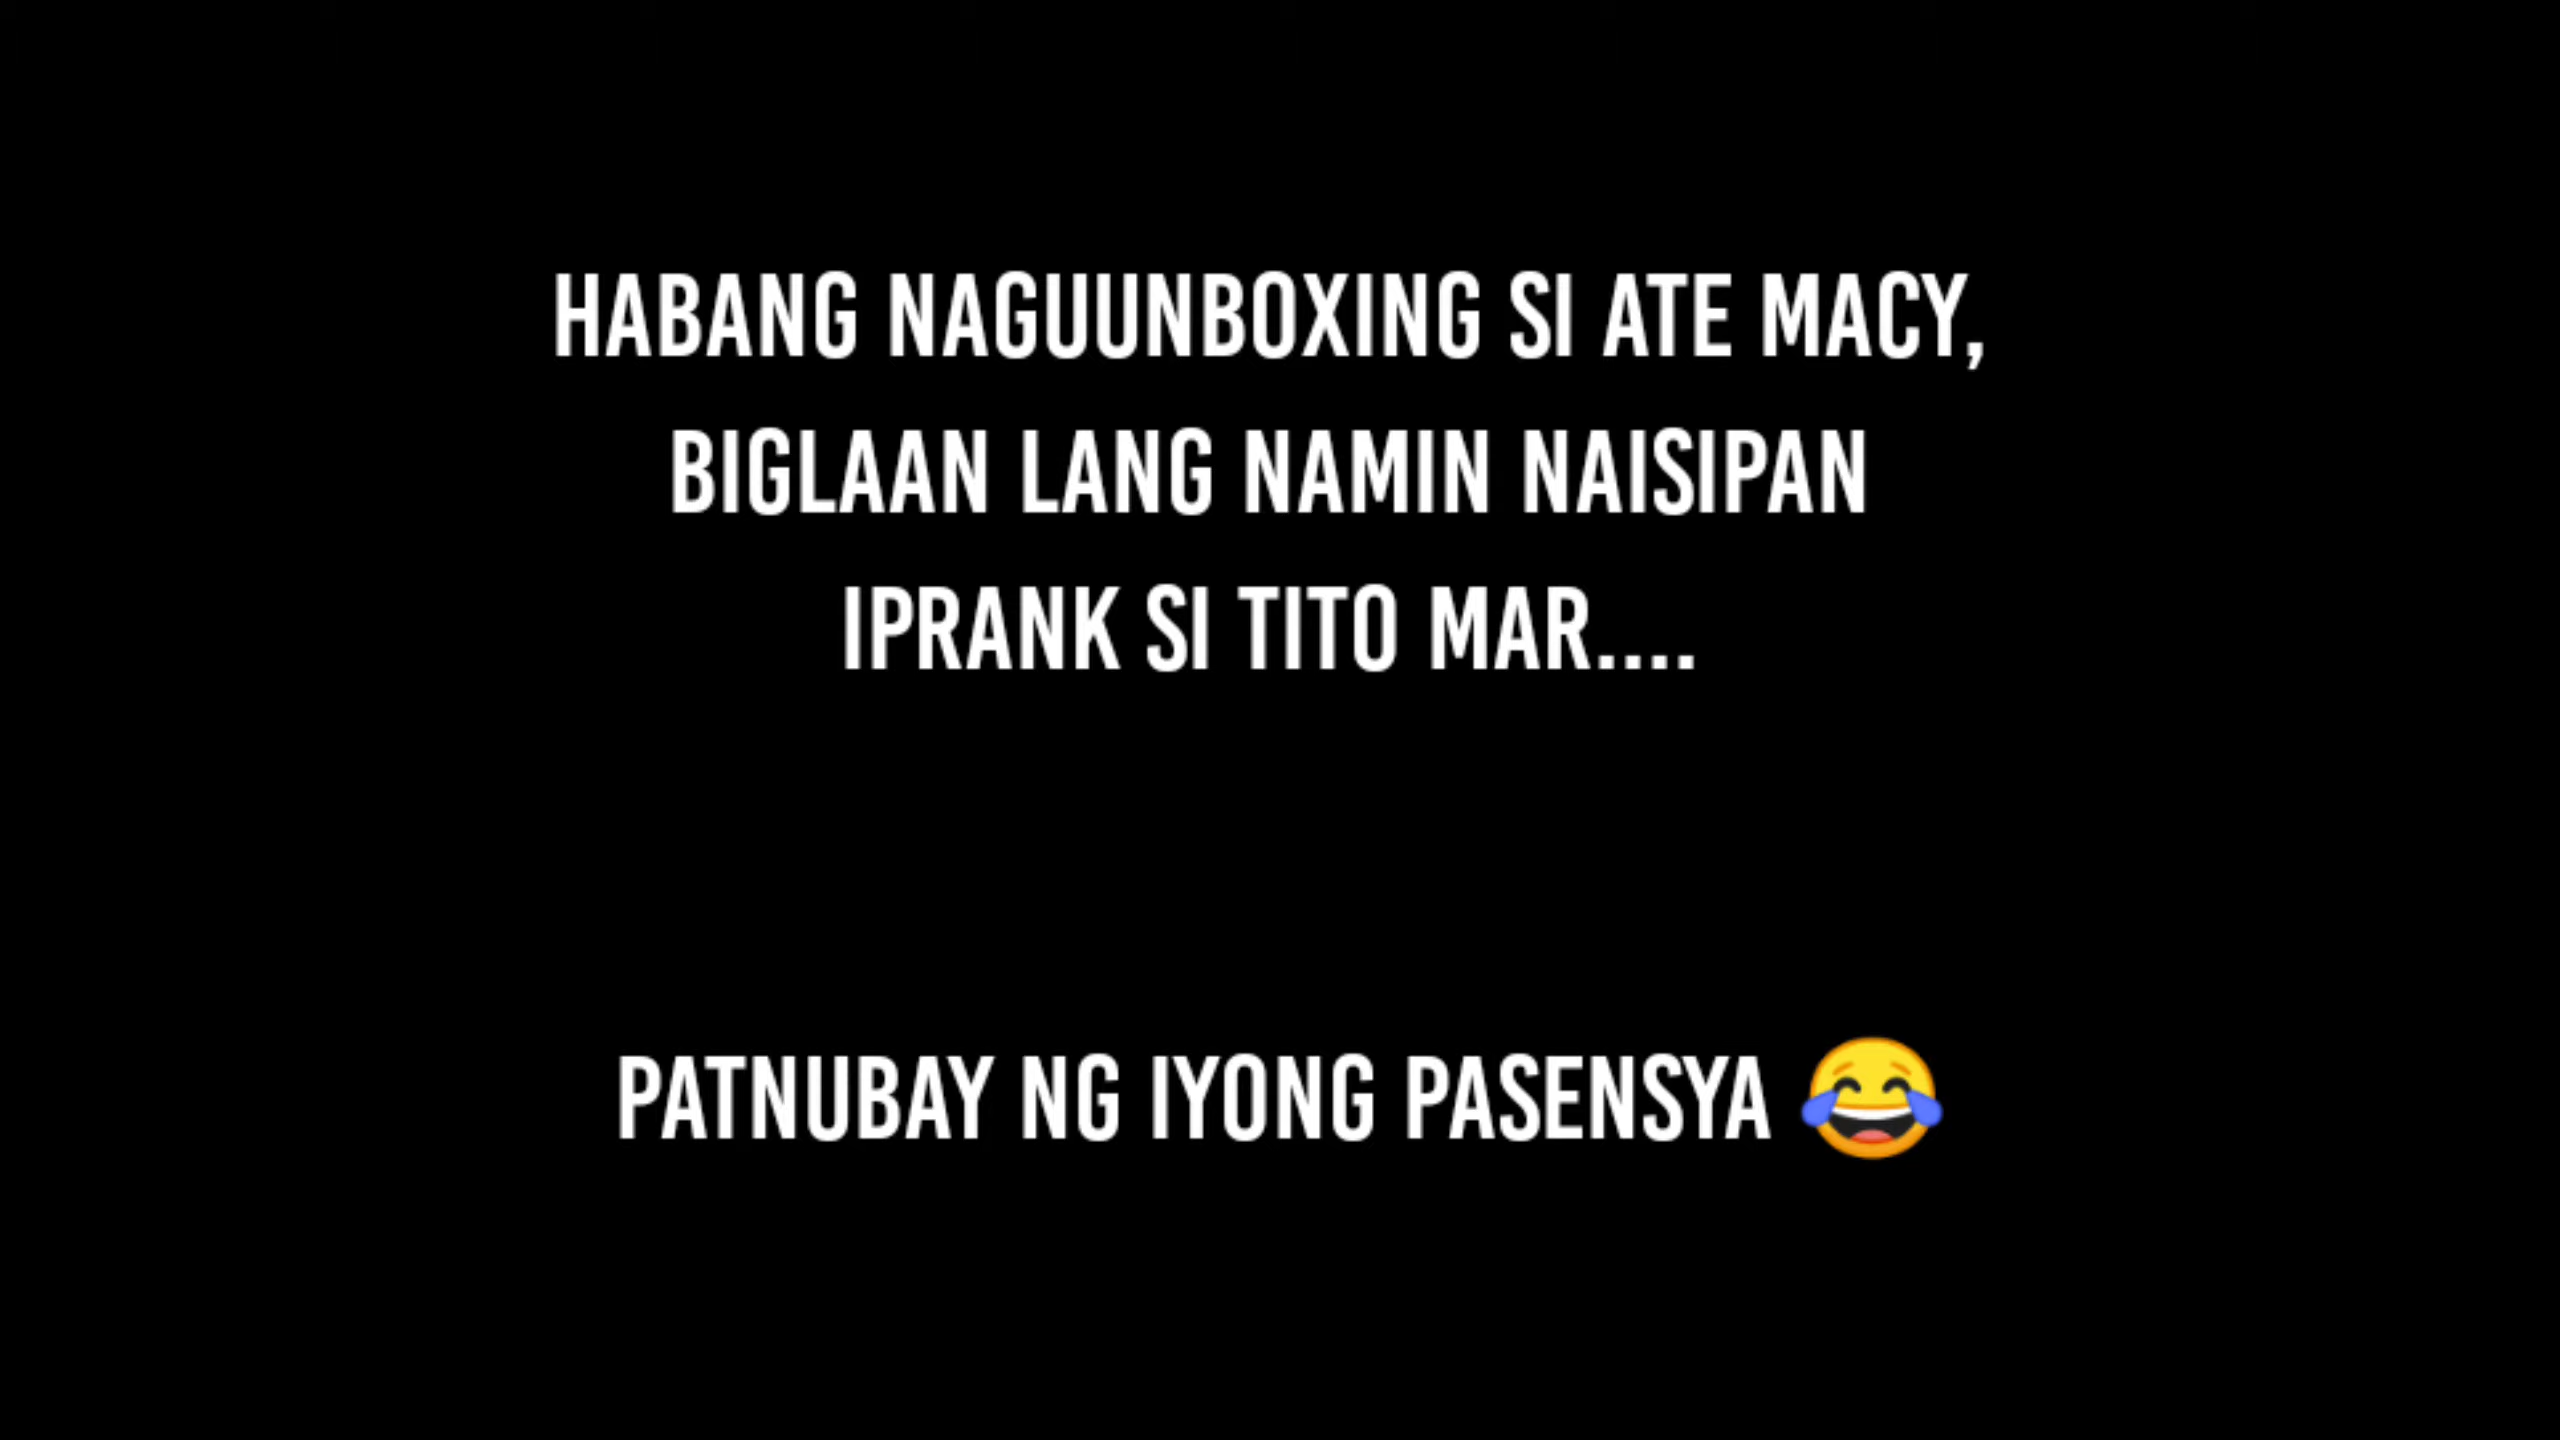 HABANG NAGUUNBOXING SI ATE MACY,
BIGLAAN LANG NAMIN NAISIPAN
IPRANK SI TITO MAR....
PATNUBAY NG IYONG PASENSYA 😂